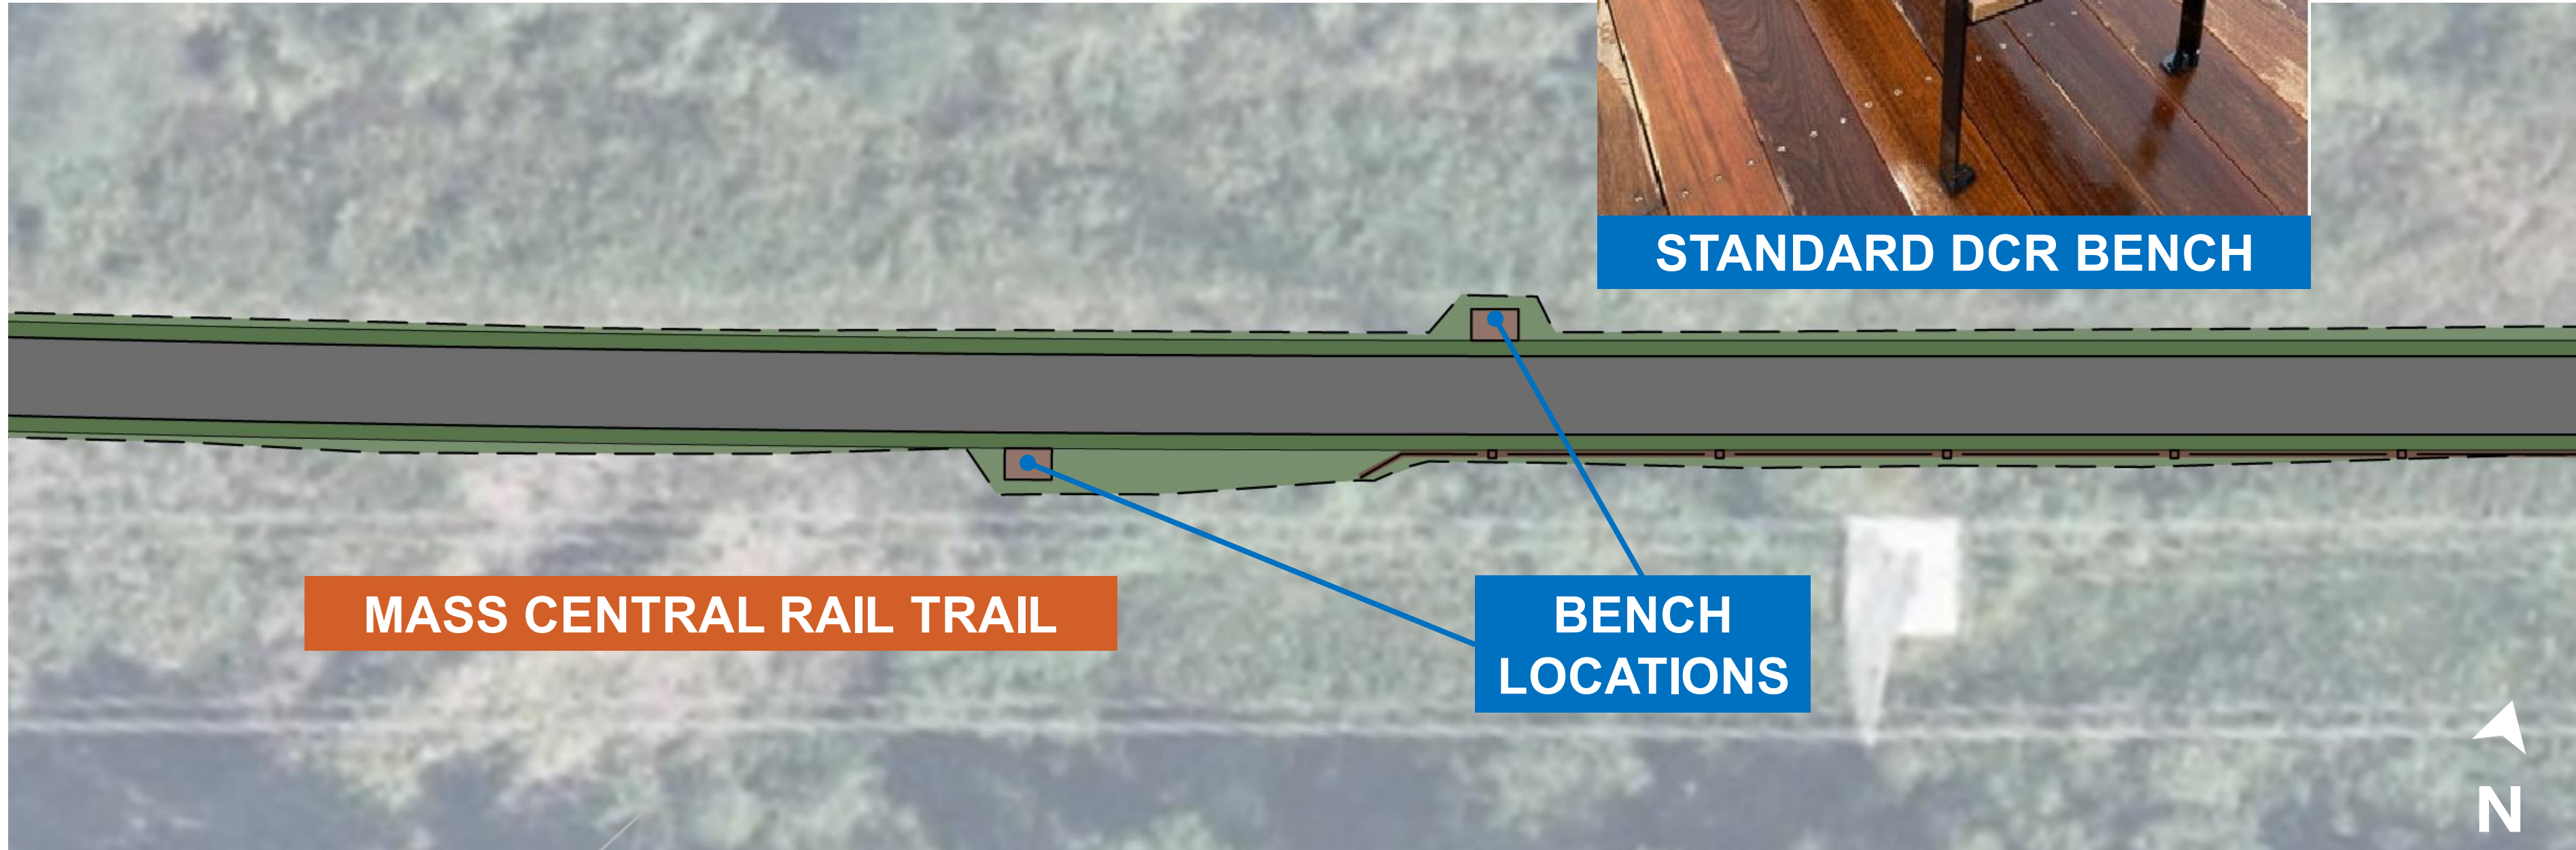 STANDARD DCR BENCH
MASS CENTRAL RAIL TRAIL
BENCH
LOCATIONS
N